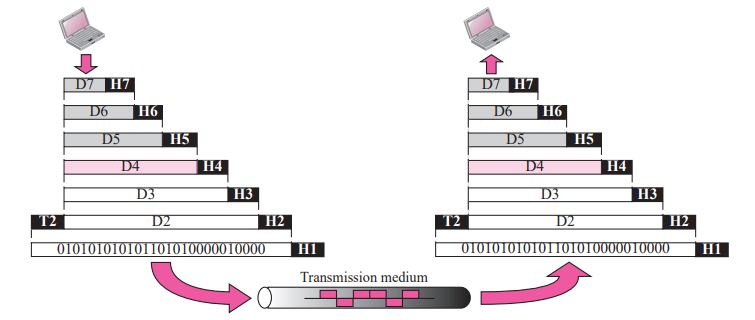 D7 H7
D6 H6
D5 H5
D4 H4
D3 H3
T2 D2 H2
010101010101101010000010000 H1
Transmission medium
D7 H7
D6 H6
D5 H5
D4 H4
D3 H3
T2 D2 H2
010101010101101010000010000 H1